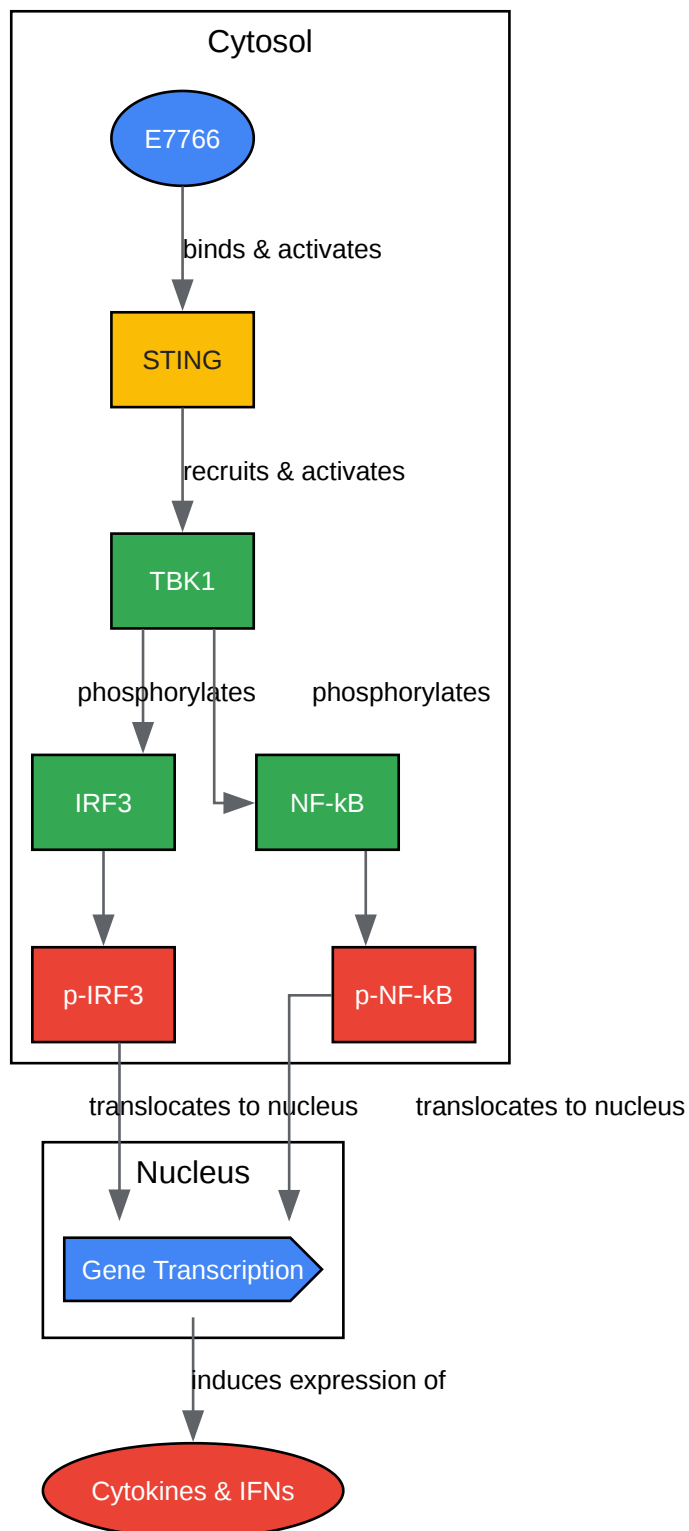 Cytosol
E7766
binds & activates
STING
recruits & activates
TBK1
phosphorylates
phosphorylates
IRF3
NF-kB
p-IRF3
p-NF-kB
translocates to nucleus
translocates to nucleus
Nucleus
Gene Transcription
induces expression of
Cytokines & IFNs